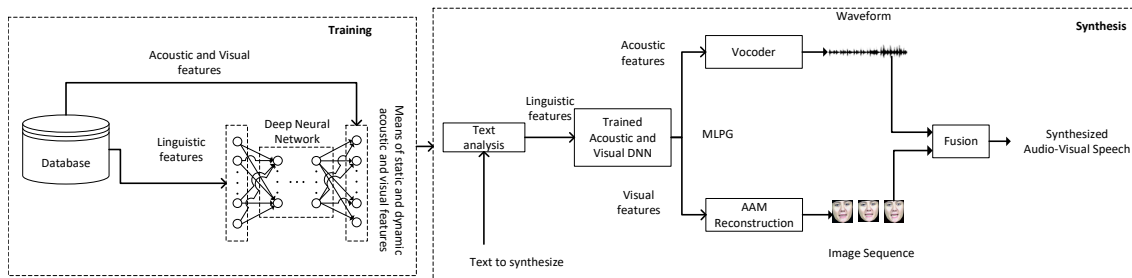 Training
Acoustic and Visual
features
Database
Linguistic
features
Deep Neural
Network
Means of static and dynamic
acoustic and visual features
Synthesis
Text
analysis
Text to synthesize
Linguistic
features
Trained
Acoustic and
Visual DNN
Acoustic
features
MLPG
Visual
features
Vocoder
Waveform
AAM
Reconstruction
Image Sequence
Fusion
Synthesized
Audio-Visual Speech